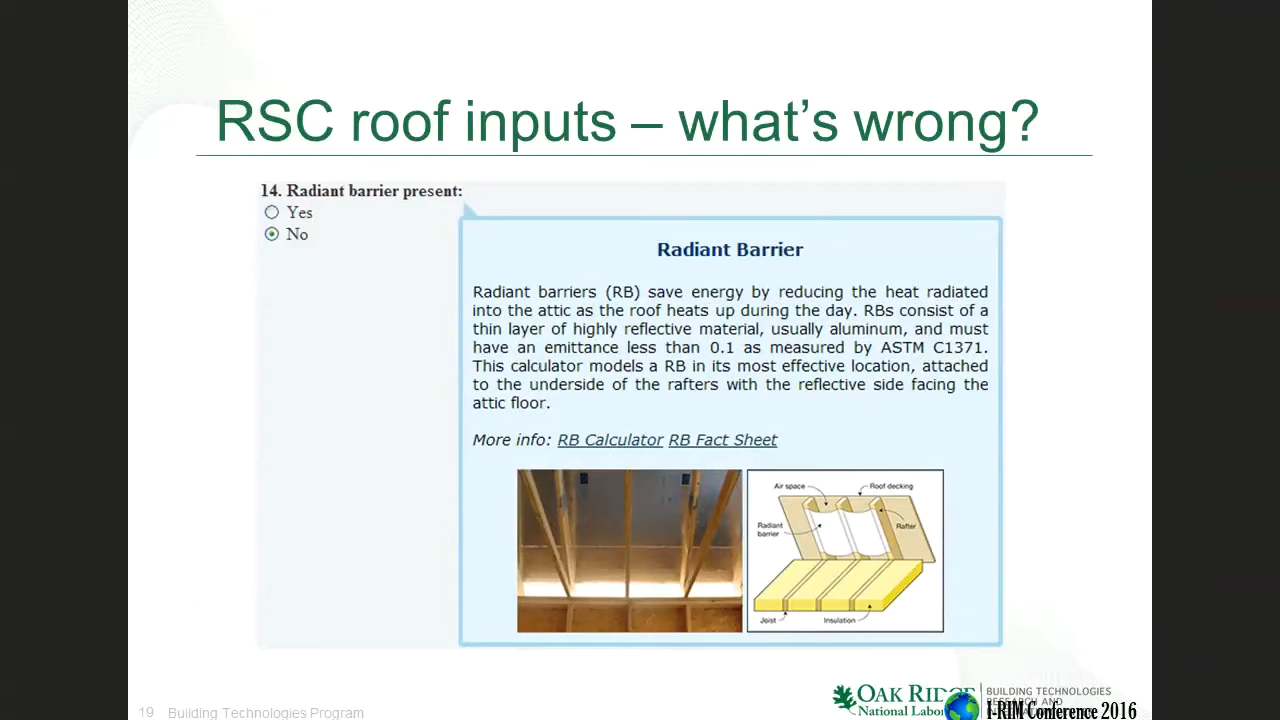 RSC roof inputs – what's wrong?
14. Radiant barrier present:
Yes
No
Radiant Barrier
Radiant barriers (RB) save energy by reducing the heat radiated
into the attic as the roof heats up during the day. RBs consist of a
thin layer of highly reflective material, usually aluminum, and must
have an emittance less than 0.1 as measured by ASTM C1371.
This calculator models a RB in its most effective location, attached
to the underside of the rafters with the reflective side facing the
attic floor.
More info: RB Calculator RB Fact Sheet
Air space
Roof decking
Radiant
barrier
Rafter
Joist
Insulation
19 Building Technologies Program
OAK RIDGE
National
BUILDING TECHNOLOGIES
RESEARCH AND
I-RIM Conference 2016